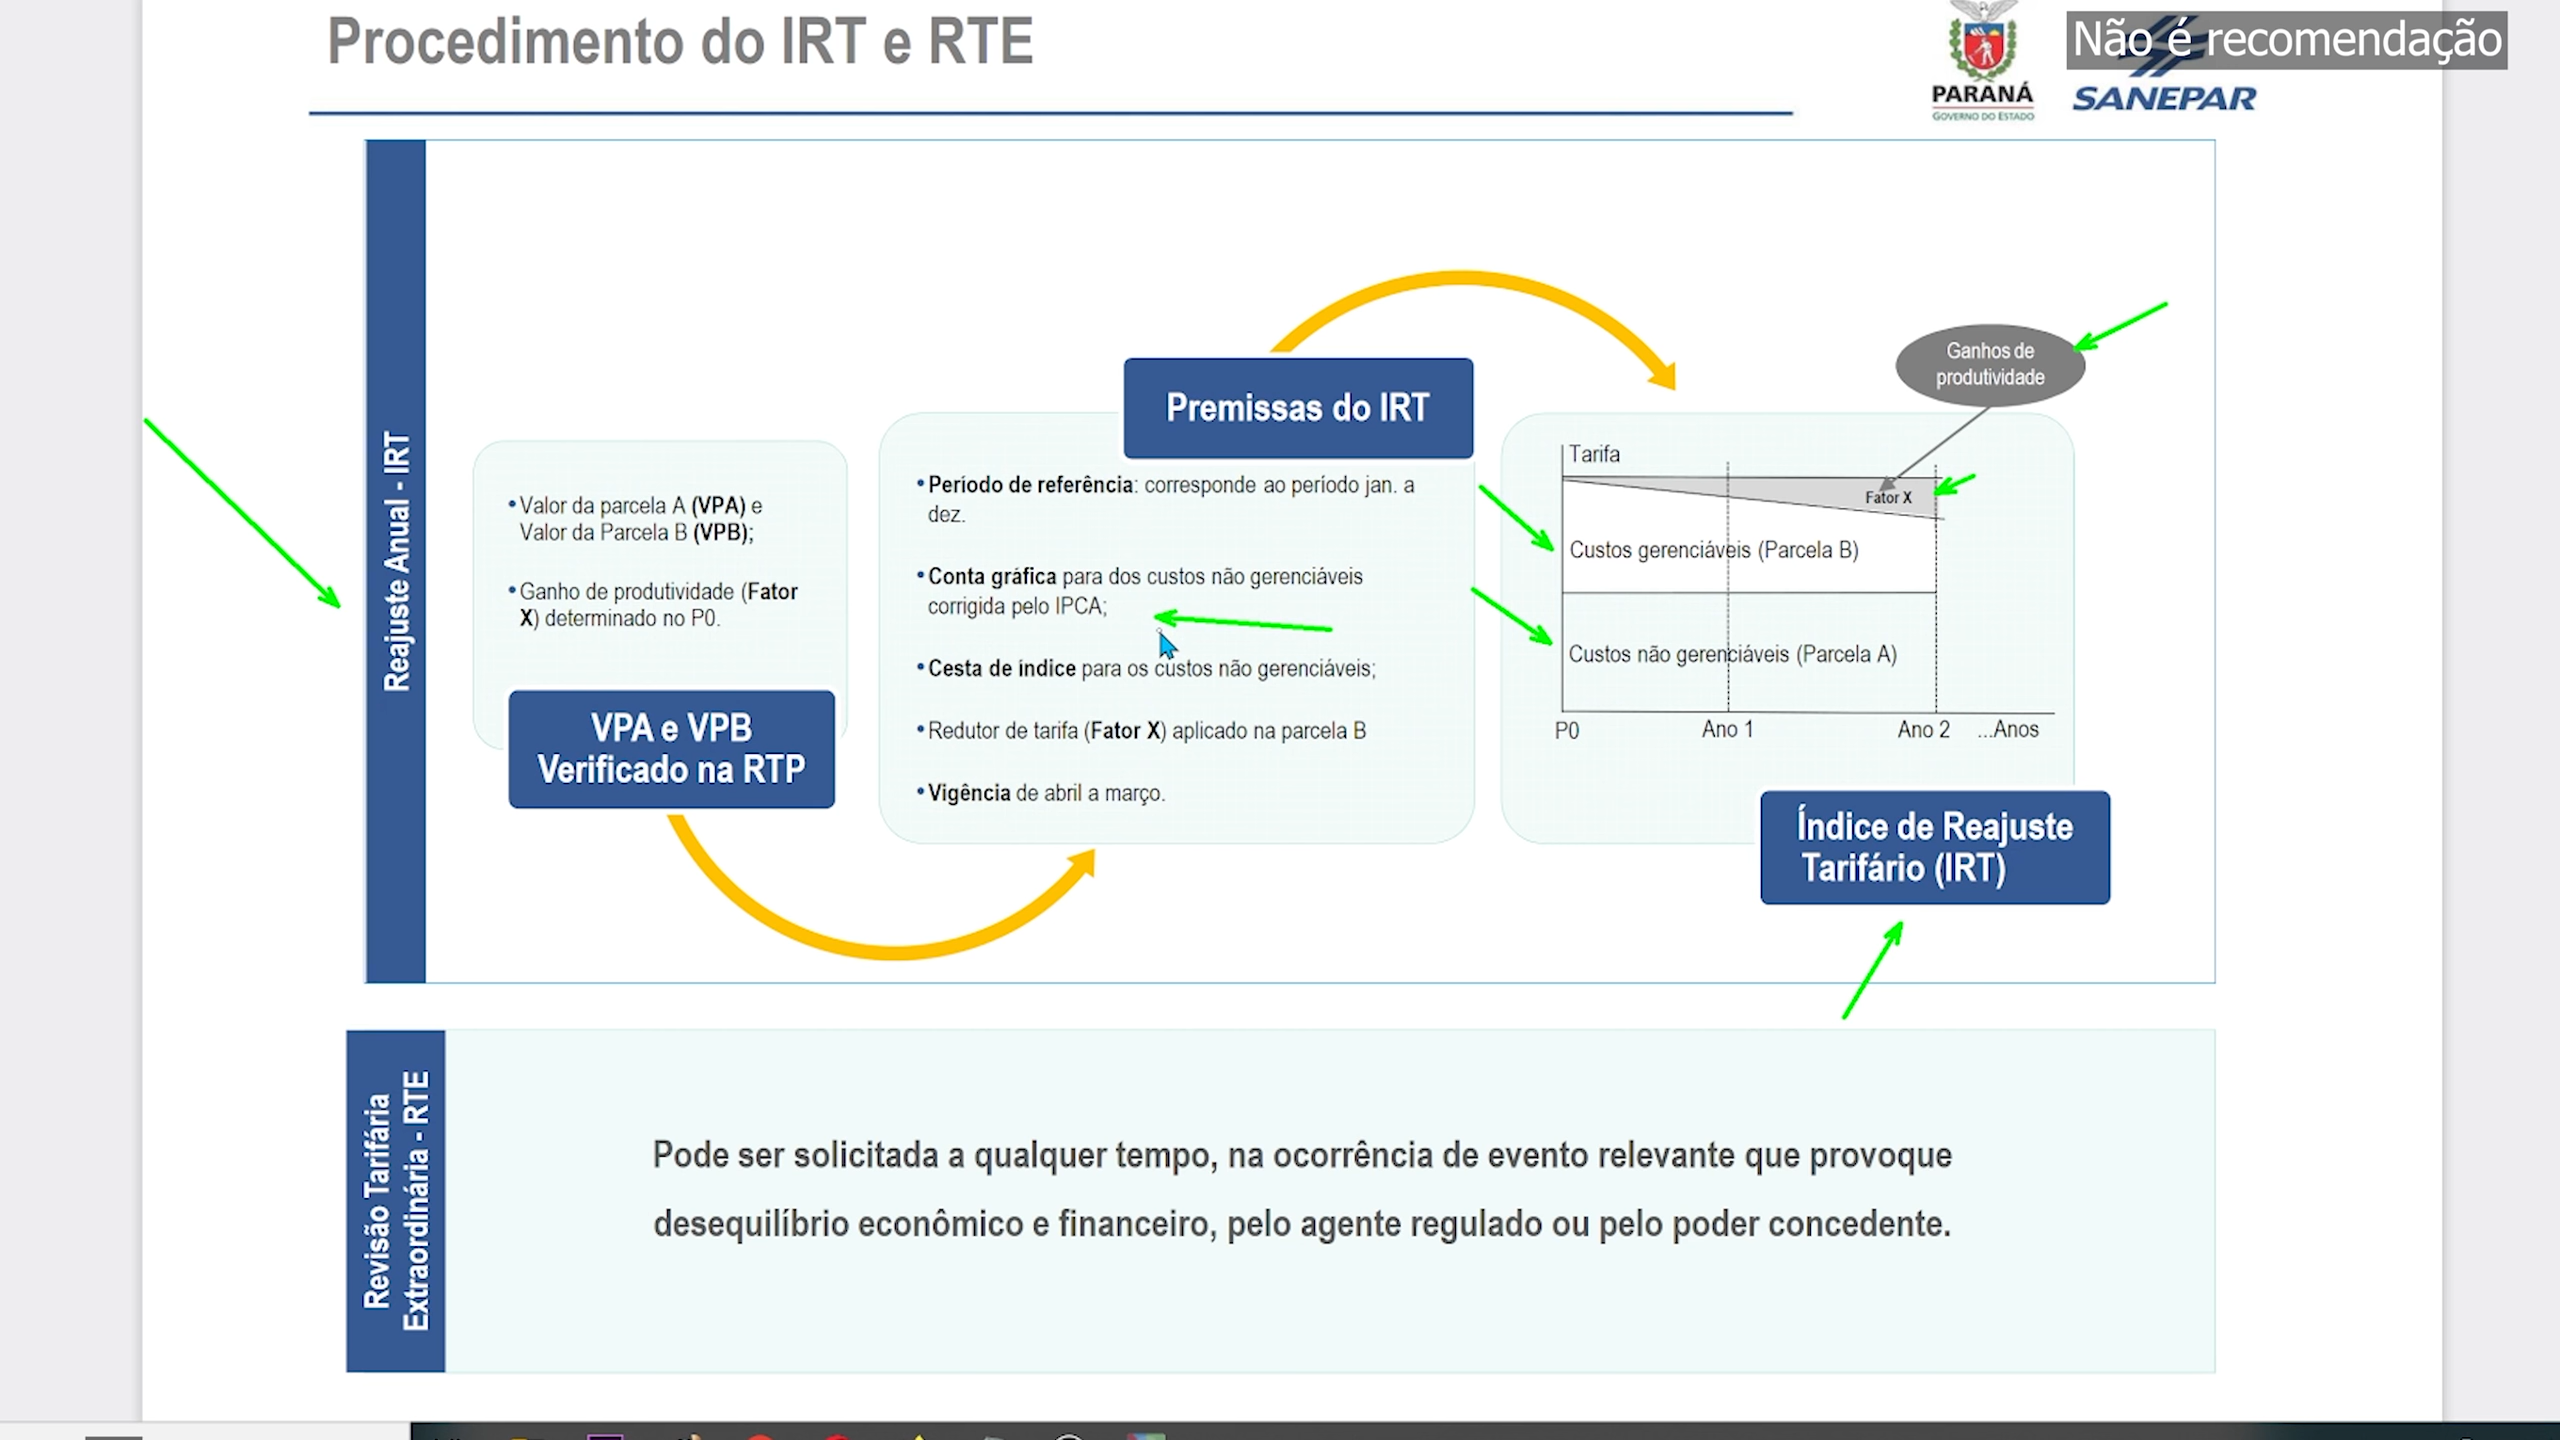 Procedimento do IRT e RTE
PARANÁ
GOVERNO DO ESTADO
Não é recomendação
SANEPAR
Reajuste Anual - IRT
•Valor da parcela A (VPA) e
Valor da Parcela B (VPB);
•Ganho de produtividade (Fator
X) determinado no P0.
VPA e VPB
Verificado na RTP
Premissas do IRT
•Período de referência: corresponde ao período jan. a
dez.
•Conta gráfica para dos custos não gerenciáveis
corrigida pelo IPCA;
•Cesta de índice para os custos não gerenciáveis;
•Redutor de tarifa (Fator X) aplicado na parcela B
•Vigência de abril a março.
Ganhos de
produtividade
Tarifa
Fator X
Custos gerenciáveis (Parcela B)
Custos não gerenciáveis (Parcela A)
P0 Ano 1 Ano 2 ...Anos
Índice de Reajuste
Tarifário (IRT)
Revisão Tarifária
Extraordinária - RTE
Pode ser solicitada a qualquer tempo, na ocorrência de evento relevante que provoque
desequilíbrio econômico e financeiro, pelo agente regulado ou pelo poder concedente.